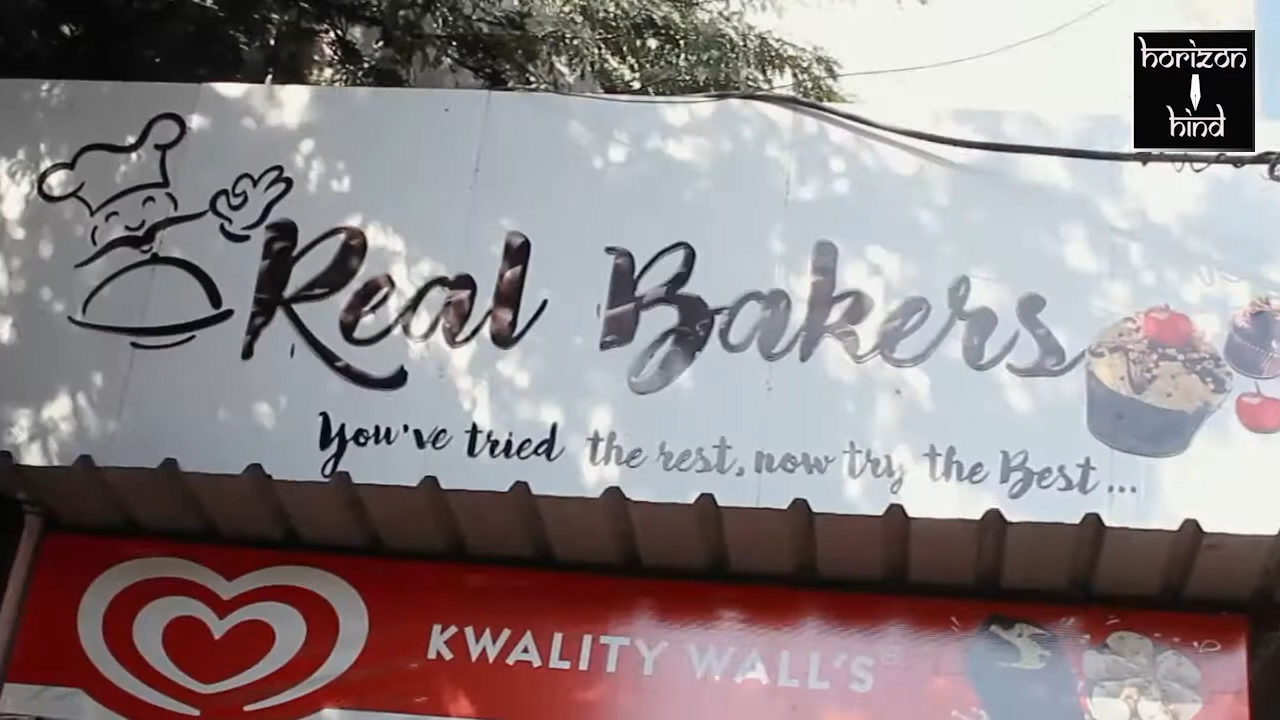 horizon
hind
Real Bakers
You've tried the rest, now try the Best...
KWALITY WALL'S®